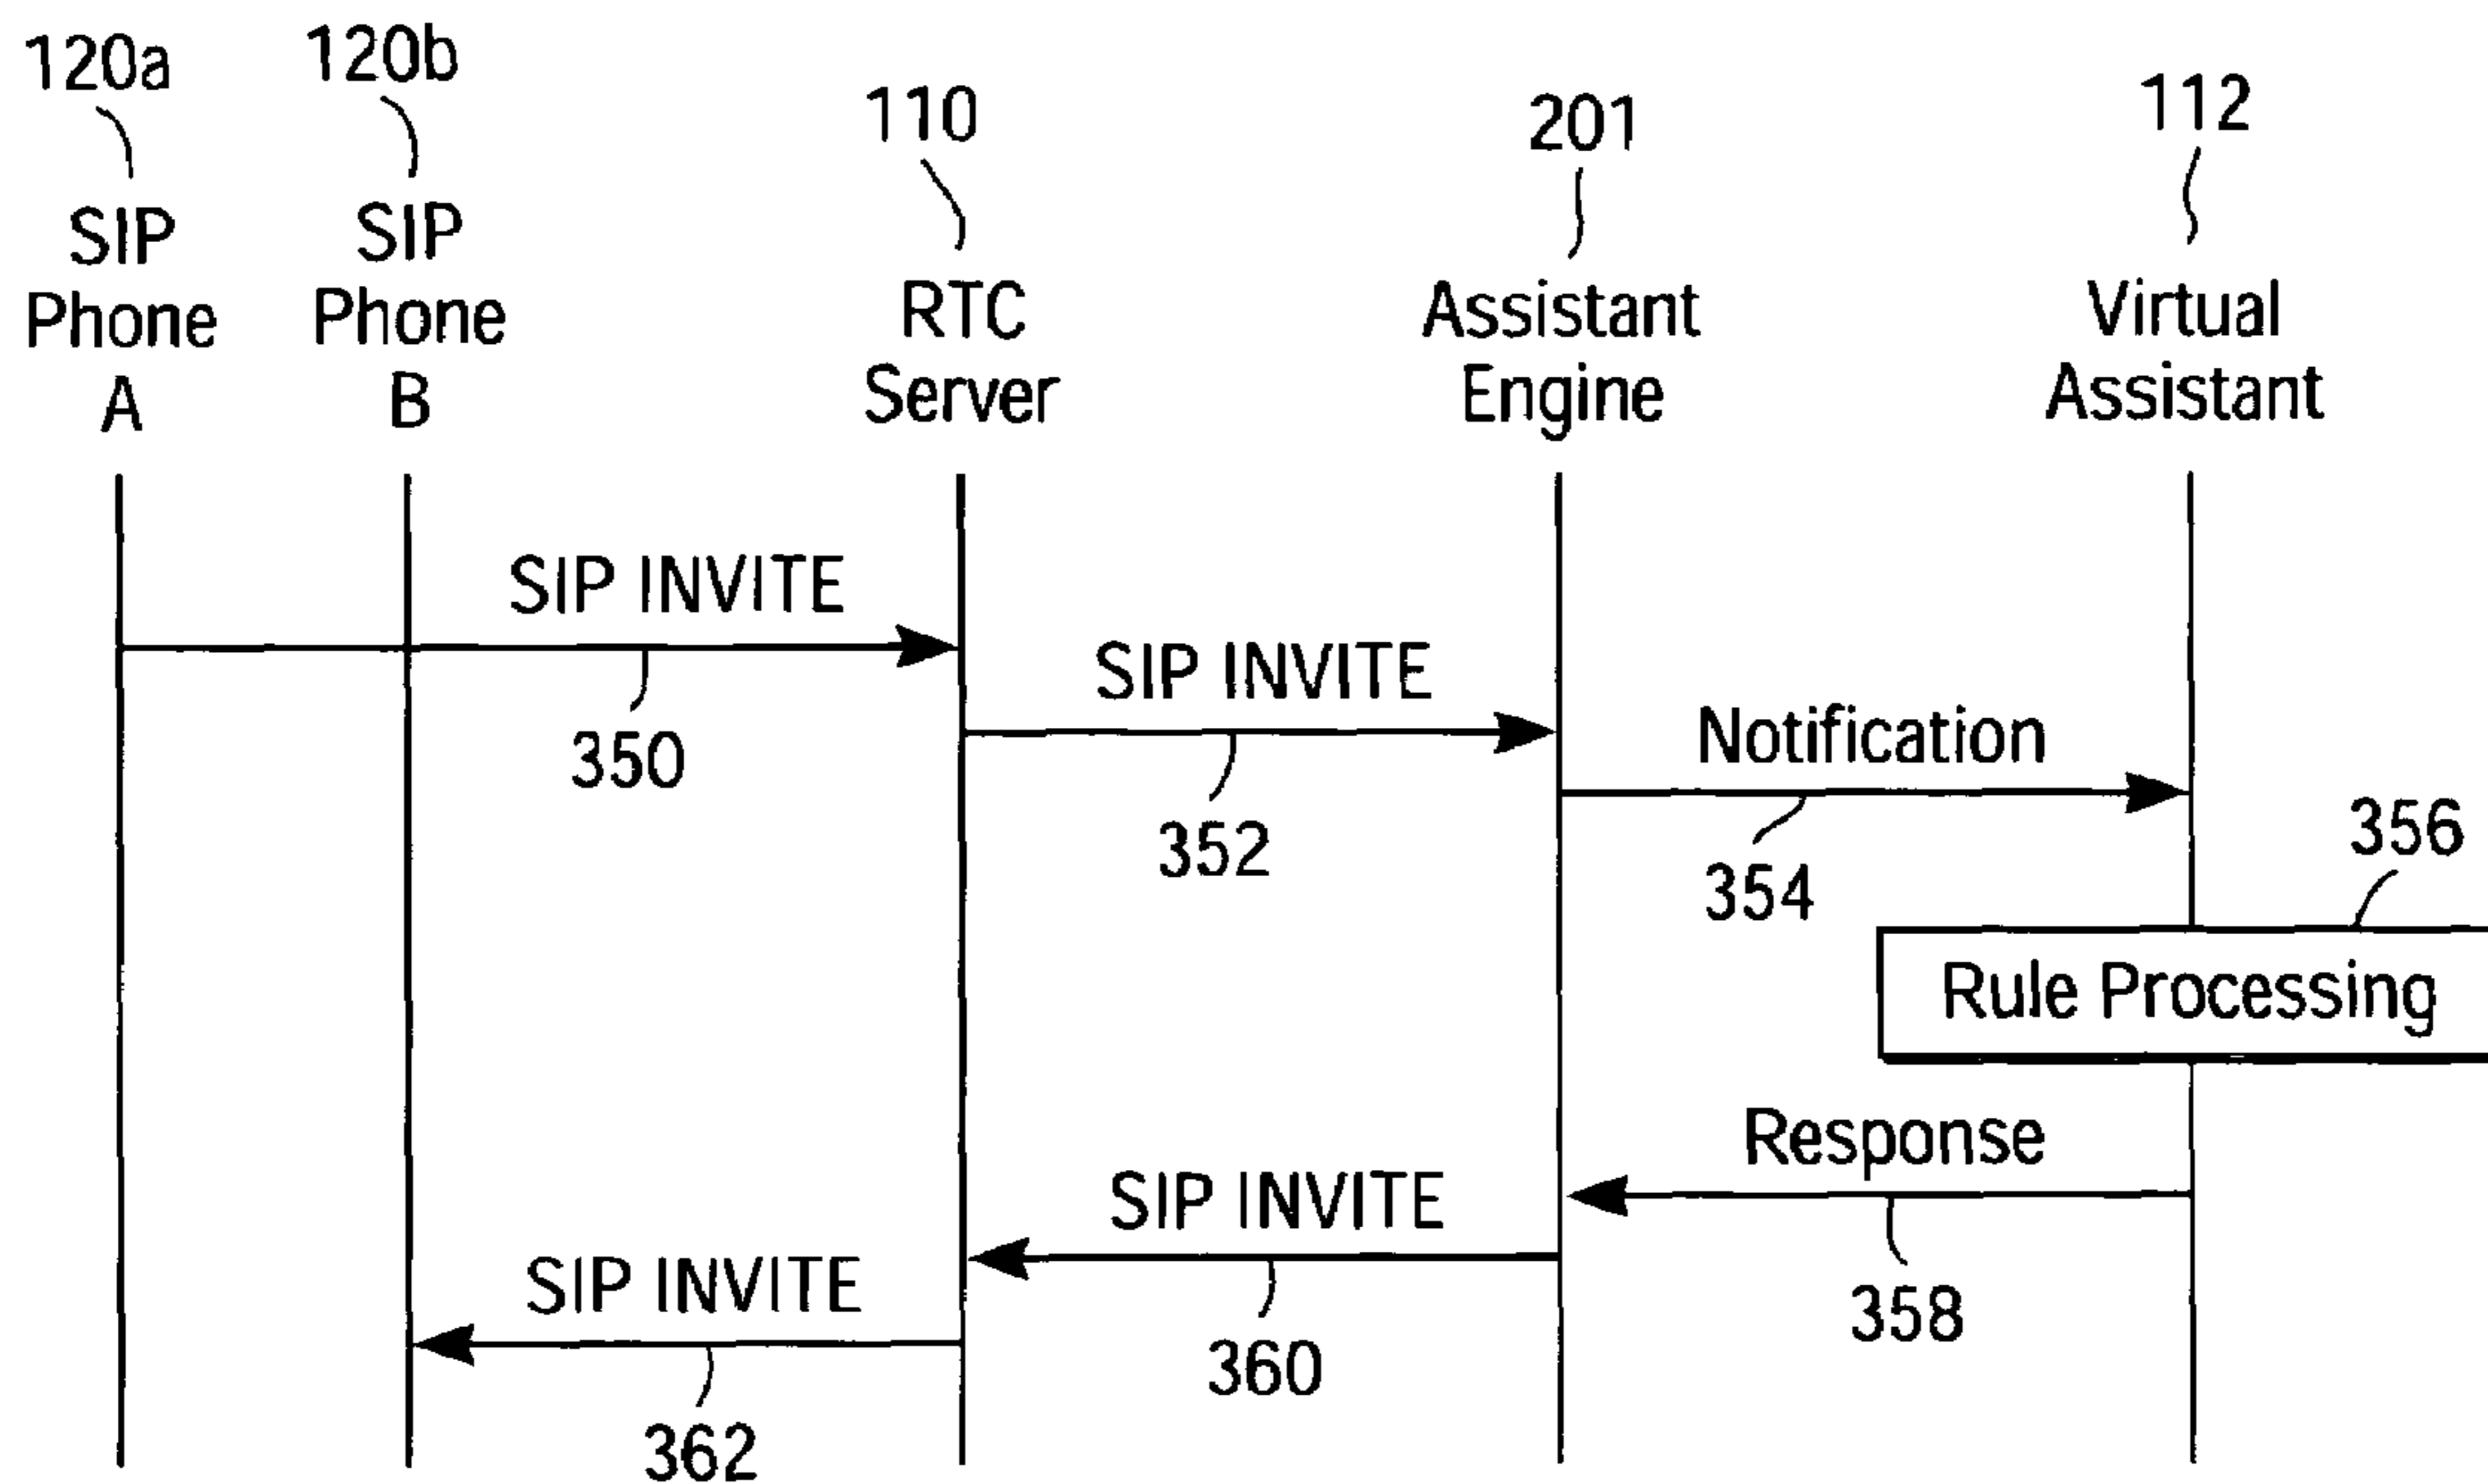 120a
120b
110
201
112
SIP
Phone
A
SIP
Phone
B
RTC
Server
Assistant
Engine
Virtual
Assistant
SIP INVITE
350
SIP INVITE
352
Notification
354
356
Rule Processing
Response
358
SIP INVITE
360
SIP INVITE
362